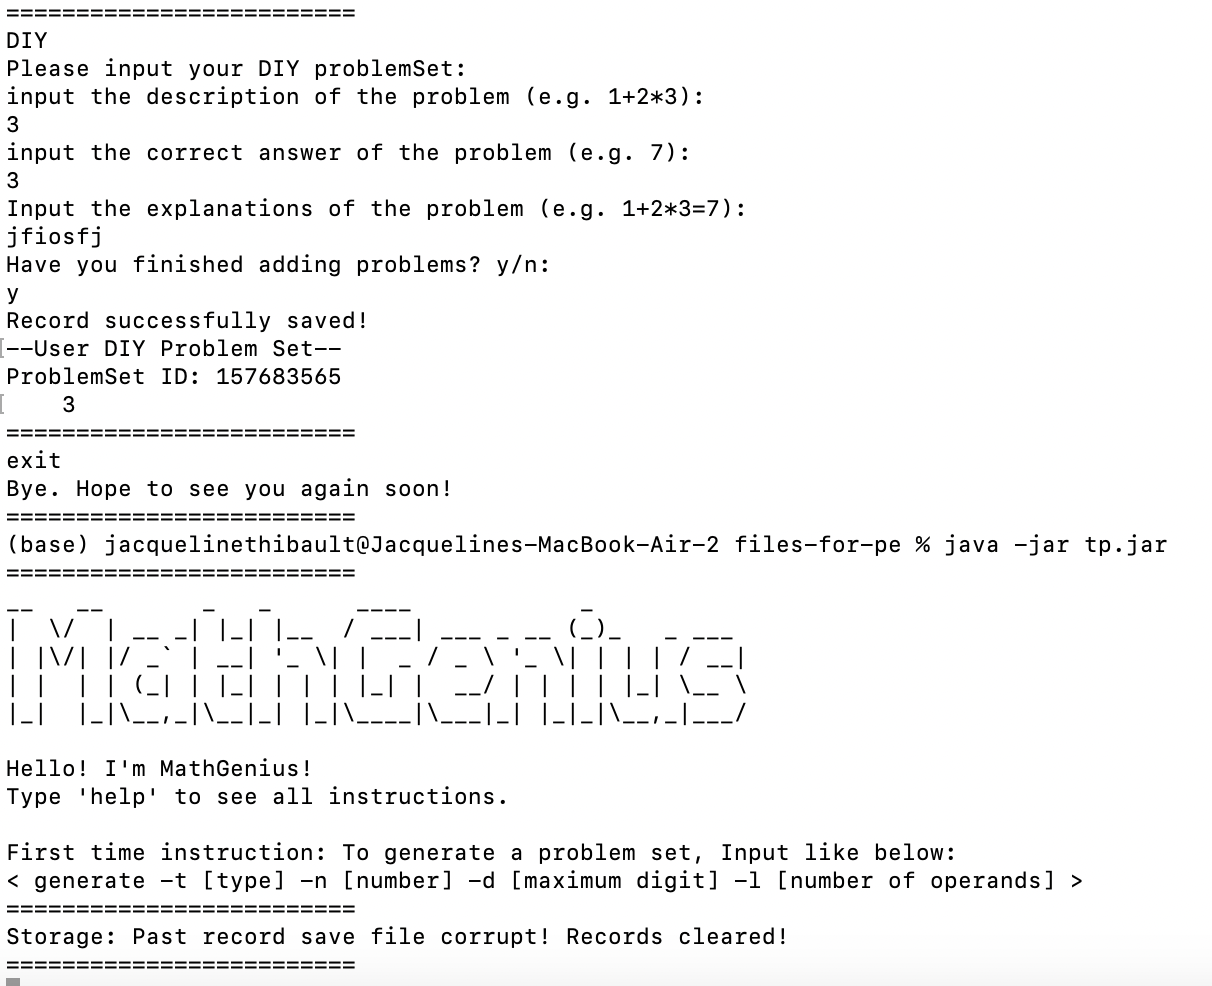 =========================
DIY
Please input your DIY problemSet:
input the description of the problem (e.g. 1+2*3):
3
input the correct answer of the problem (e.g. 7):
3
Input the explanations of the problem (e.g. 1+2*3=7):
jfiosfj
Have you finished adding problems? y/n:
y
Record successfully saved!
--User DIY Problem Set--
ProblemSet ID: 157683565
    3
=========================
exit
Bye. Hope to see you again soon!
=========================
(base) jacquelinethibault@Jacquelines-MacBook-Air-2 files-for-pe % java -jar tp.jar
=========================
MathGenius
Hello! I'm MathGenius!
Type 'help' to see all instructions.
First time instruction: To generate a problem set, Input like below:
< generate -t [type] -n [number] -d [maximum digit] -l [number of operands] >
=========================
Storage: Past record save file corrupt! Records cleared!
=========================